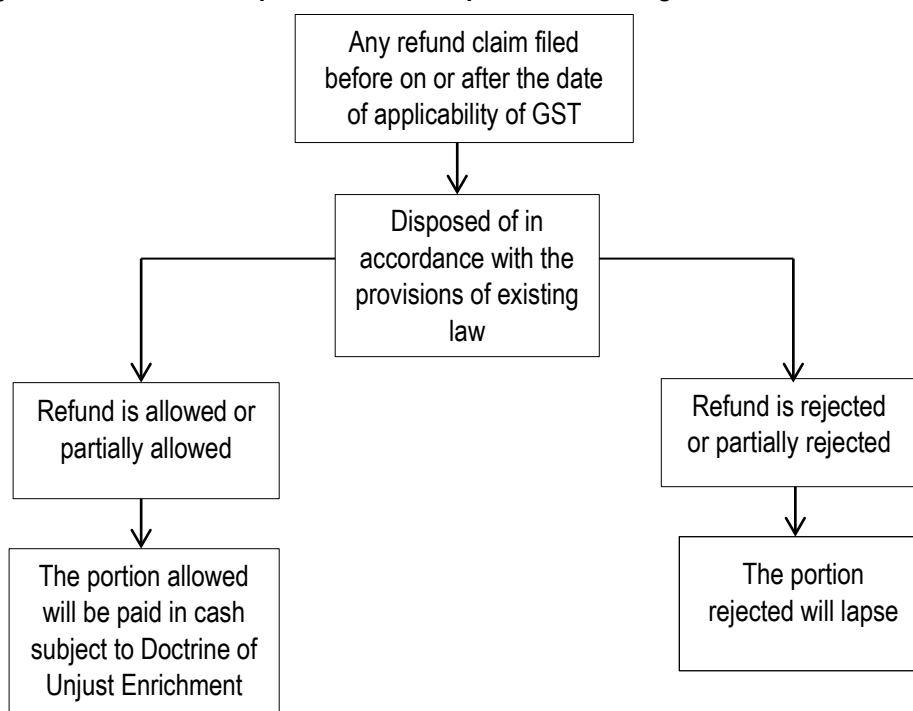 Any refund claim filed
before on or after the date
of applicability of GST
Disposed of in
accordance with the
provisions of existing
law
Refund is allowed or
partially allowed
Refund is rejected
or partially rejected
The portion allowed
will be paid in cash
subject to Doctrine of
Unjust Enrichment
The portion
rejected will lapse